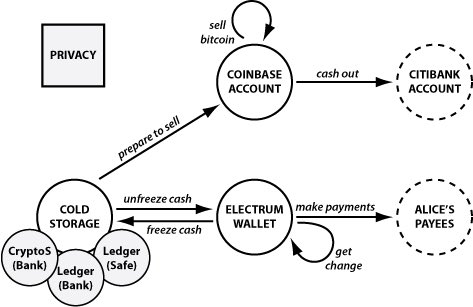 sell
bitcoin
PRIVACY
COINBASE
ACCOUNT
cash out
CITIBANK
ACCOUNT
prepare to sell
COLD
STORAGE
unfreeze cash
freeze cash
ELECTRUM
WALLET
make payments
ALICE'S
PAYEES
get
change
CryptoS
(Bank)
Ledger
(Bank)
Ledger
(Safe)